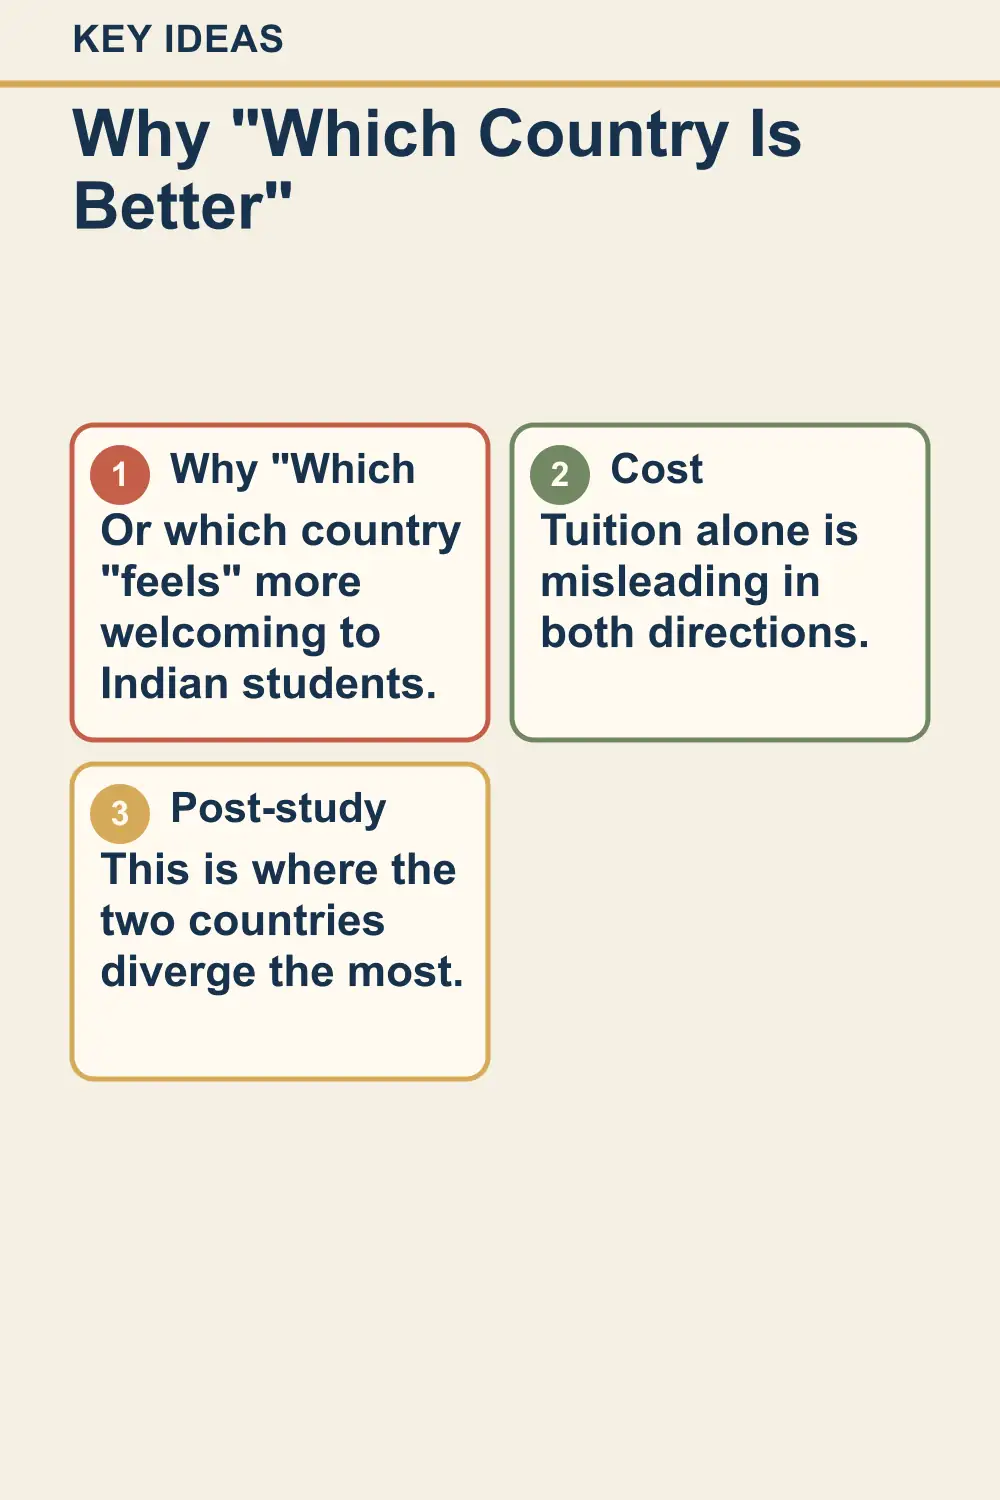 KEY IDEAS
Why "Which Country Is
Better"
1
Why "Which
Or which country
"feels" more
welcoming to
Indian students.
2
Cost
Tuition alone is
misleading in
both directions.
3
Post-study
This is where the
two countries
diverge the most.